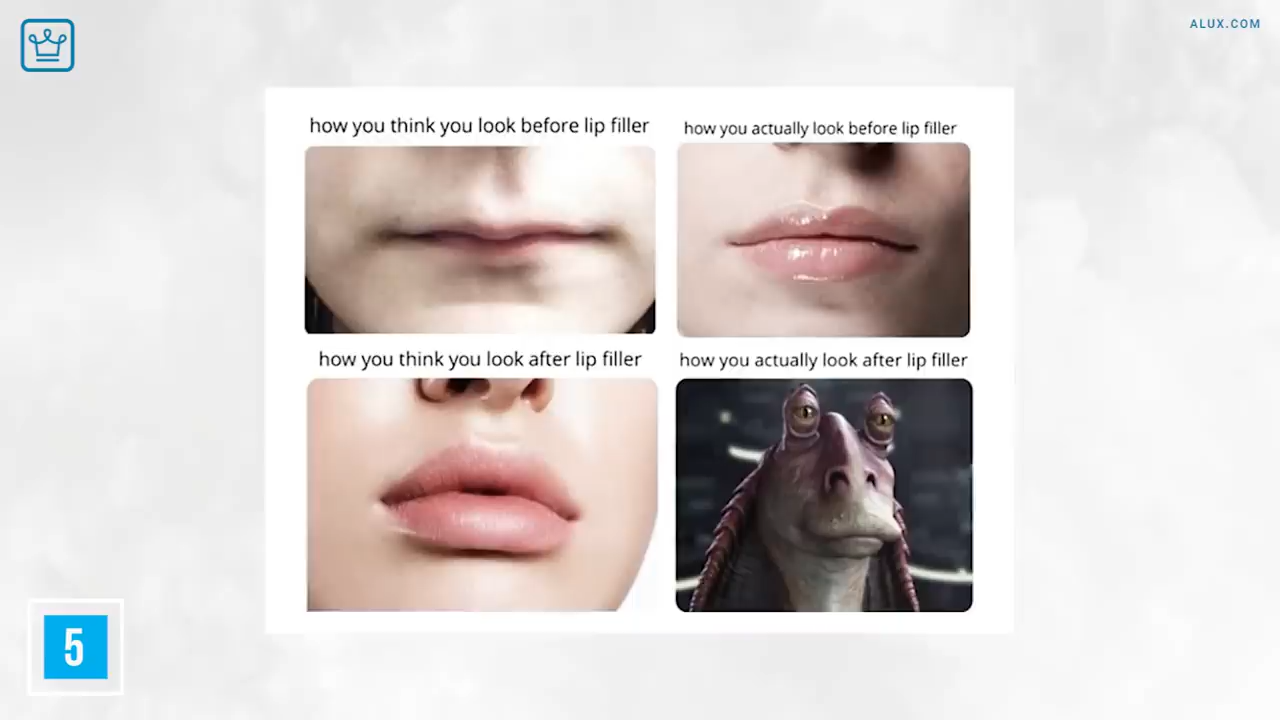 ALUX.COM
how you think you look before lip filler
how you actually look before lip filler
how you think you look after lip filler
how you actually look after lip filler
5